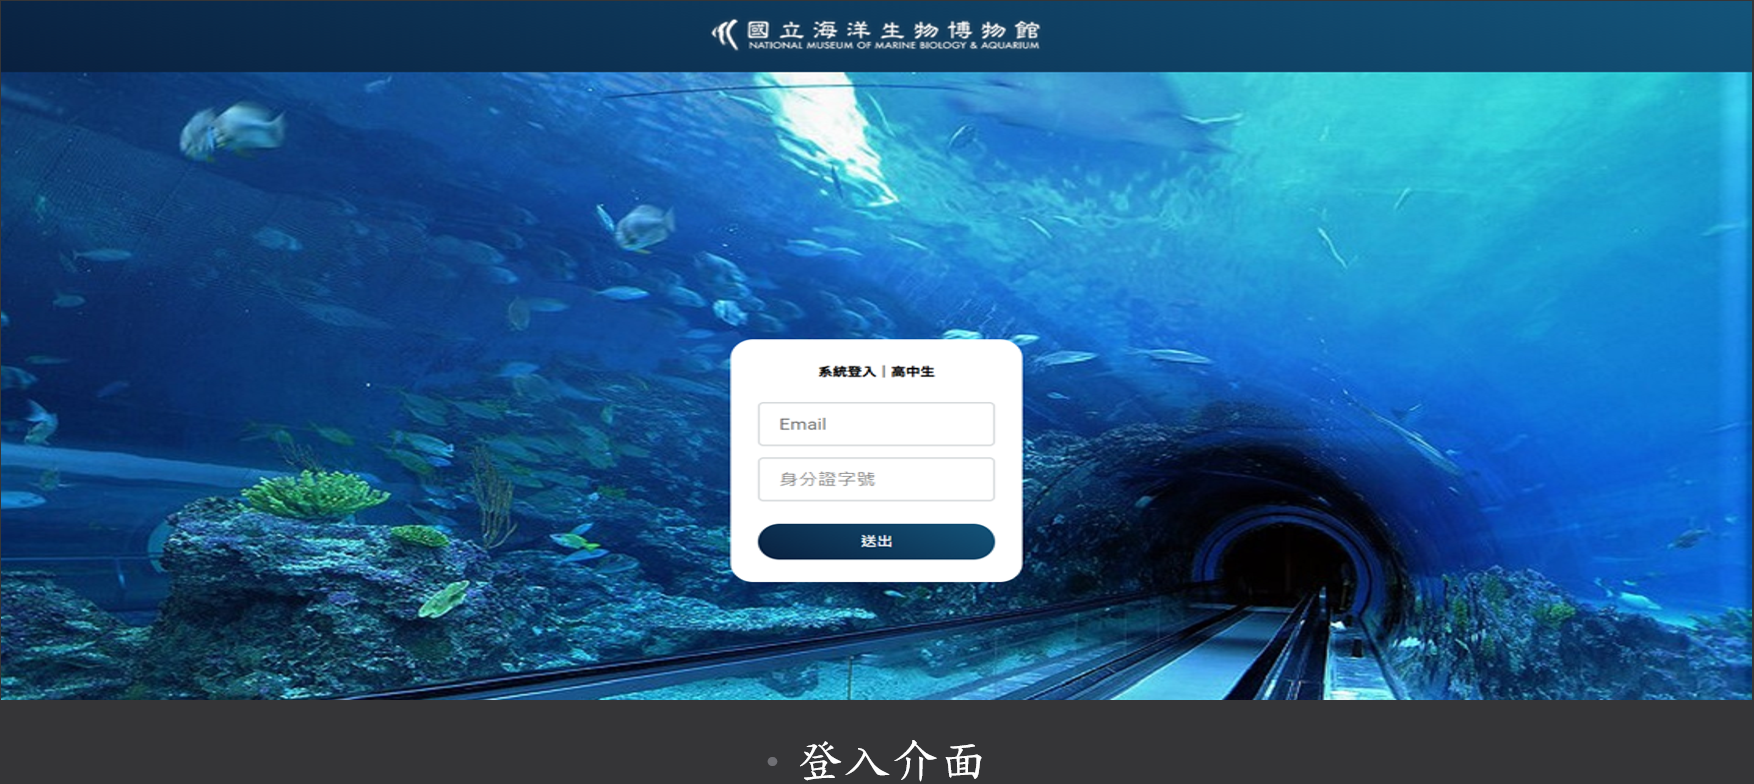 國立海洋生物博物館
NATIONAL MUSEUM OF MARINE BIOLOGY & AQUARIUM
系統登入｜高中生
Email
身分證字號
送出
• 登入介面